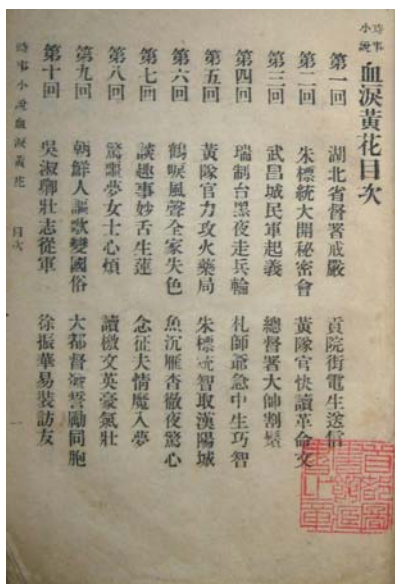 時事小說 血淚黃花目次
第一回 湖北省督署戒嚴 貢院街電生送信
第二回 朱標統大開秘密會 黃隊官快讀革命文
第三回 武昌城民軍起義 總督署大帥割鬚
第四回 瑞制台黑夜走兵輪 札師爺急中生巧智
第五回 黃隊官力攻火藥局 朱標統智取漢陽城
第六回 鶴唳風聲全家失色 魚沉雁杳徹夜驚心
第七回 談趣事妙舌生蓮 念征夫情魔入夢
第八回 驚噩夢女士心煩 讀檄文英豪氣壯
第九回 朝鮮人謳歌變國俗 大都督誓勵同胞
第十回 吳淑卿壯志從軍 徐振華易裝訪友
時事小說血淚黃花 目次 一